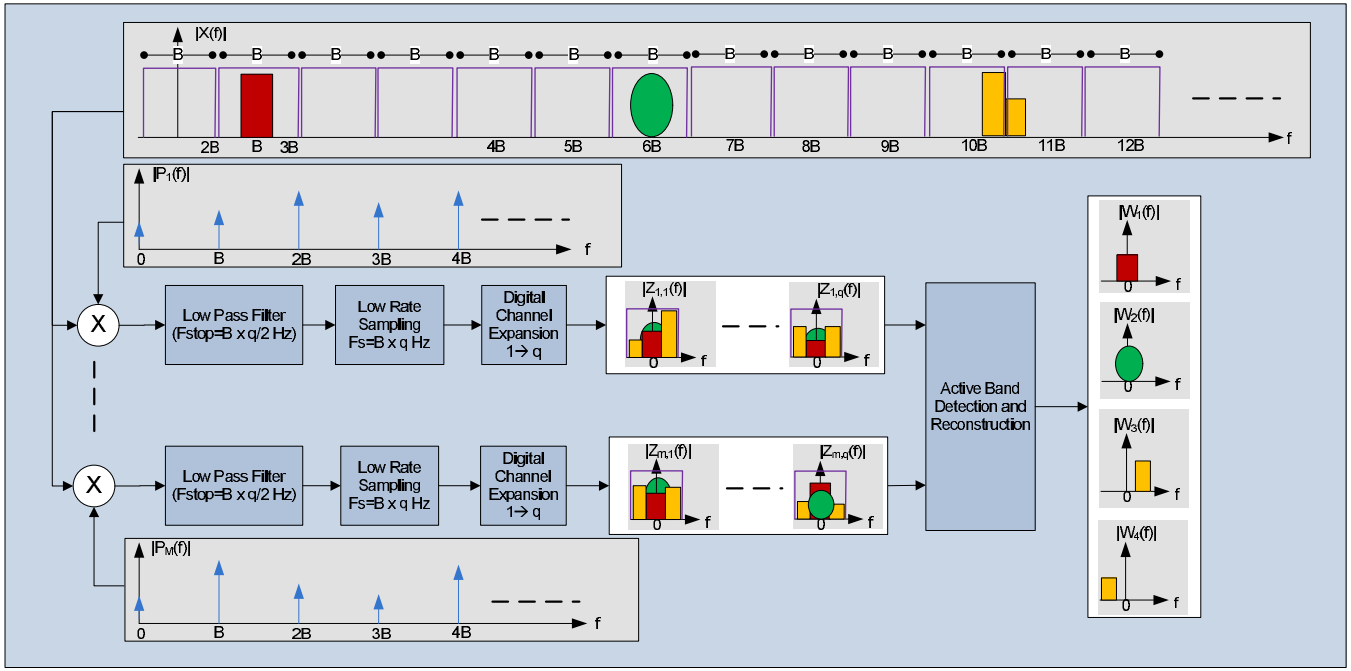 |X(f)|
B B B B B B B B B B B B B
2B B 3B 4B 5B 6B 7B 8B 9B 10B 11B 12B f
|P1(f)|
0 B 2B 3B 4B f
X
Low Pass Filter
(Fstop=B x q/2 Hz)
Low Rate
Sampling
Fs=B x q Hz
Digital
Channel
Expansion
1→ q
|Z1,1(f)|
0 f
|Z1,q(f)|
0 f
X
Low Pass Filter
(Fstop=B x q/2 Hz)
Low Rate
Sampling
Fs=B x q Hz
Digital
Channel
Expansion
1→ q
|Zm,1(f)|
0 f
|Zm,q(f)|
0 f
|PM(f)|
0 B 2B 3B 4B f
Active Band
Detection and
Reconstruction
|W1(f)|
0 f
|W2(f)|
0 f
|W3(f)|
0 f
|W4(f)|
0 f